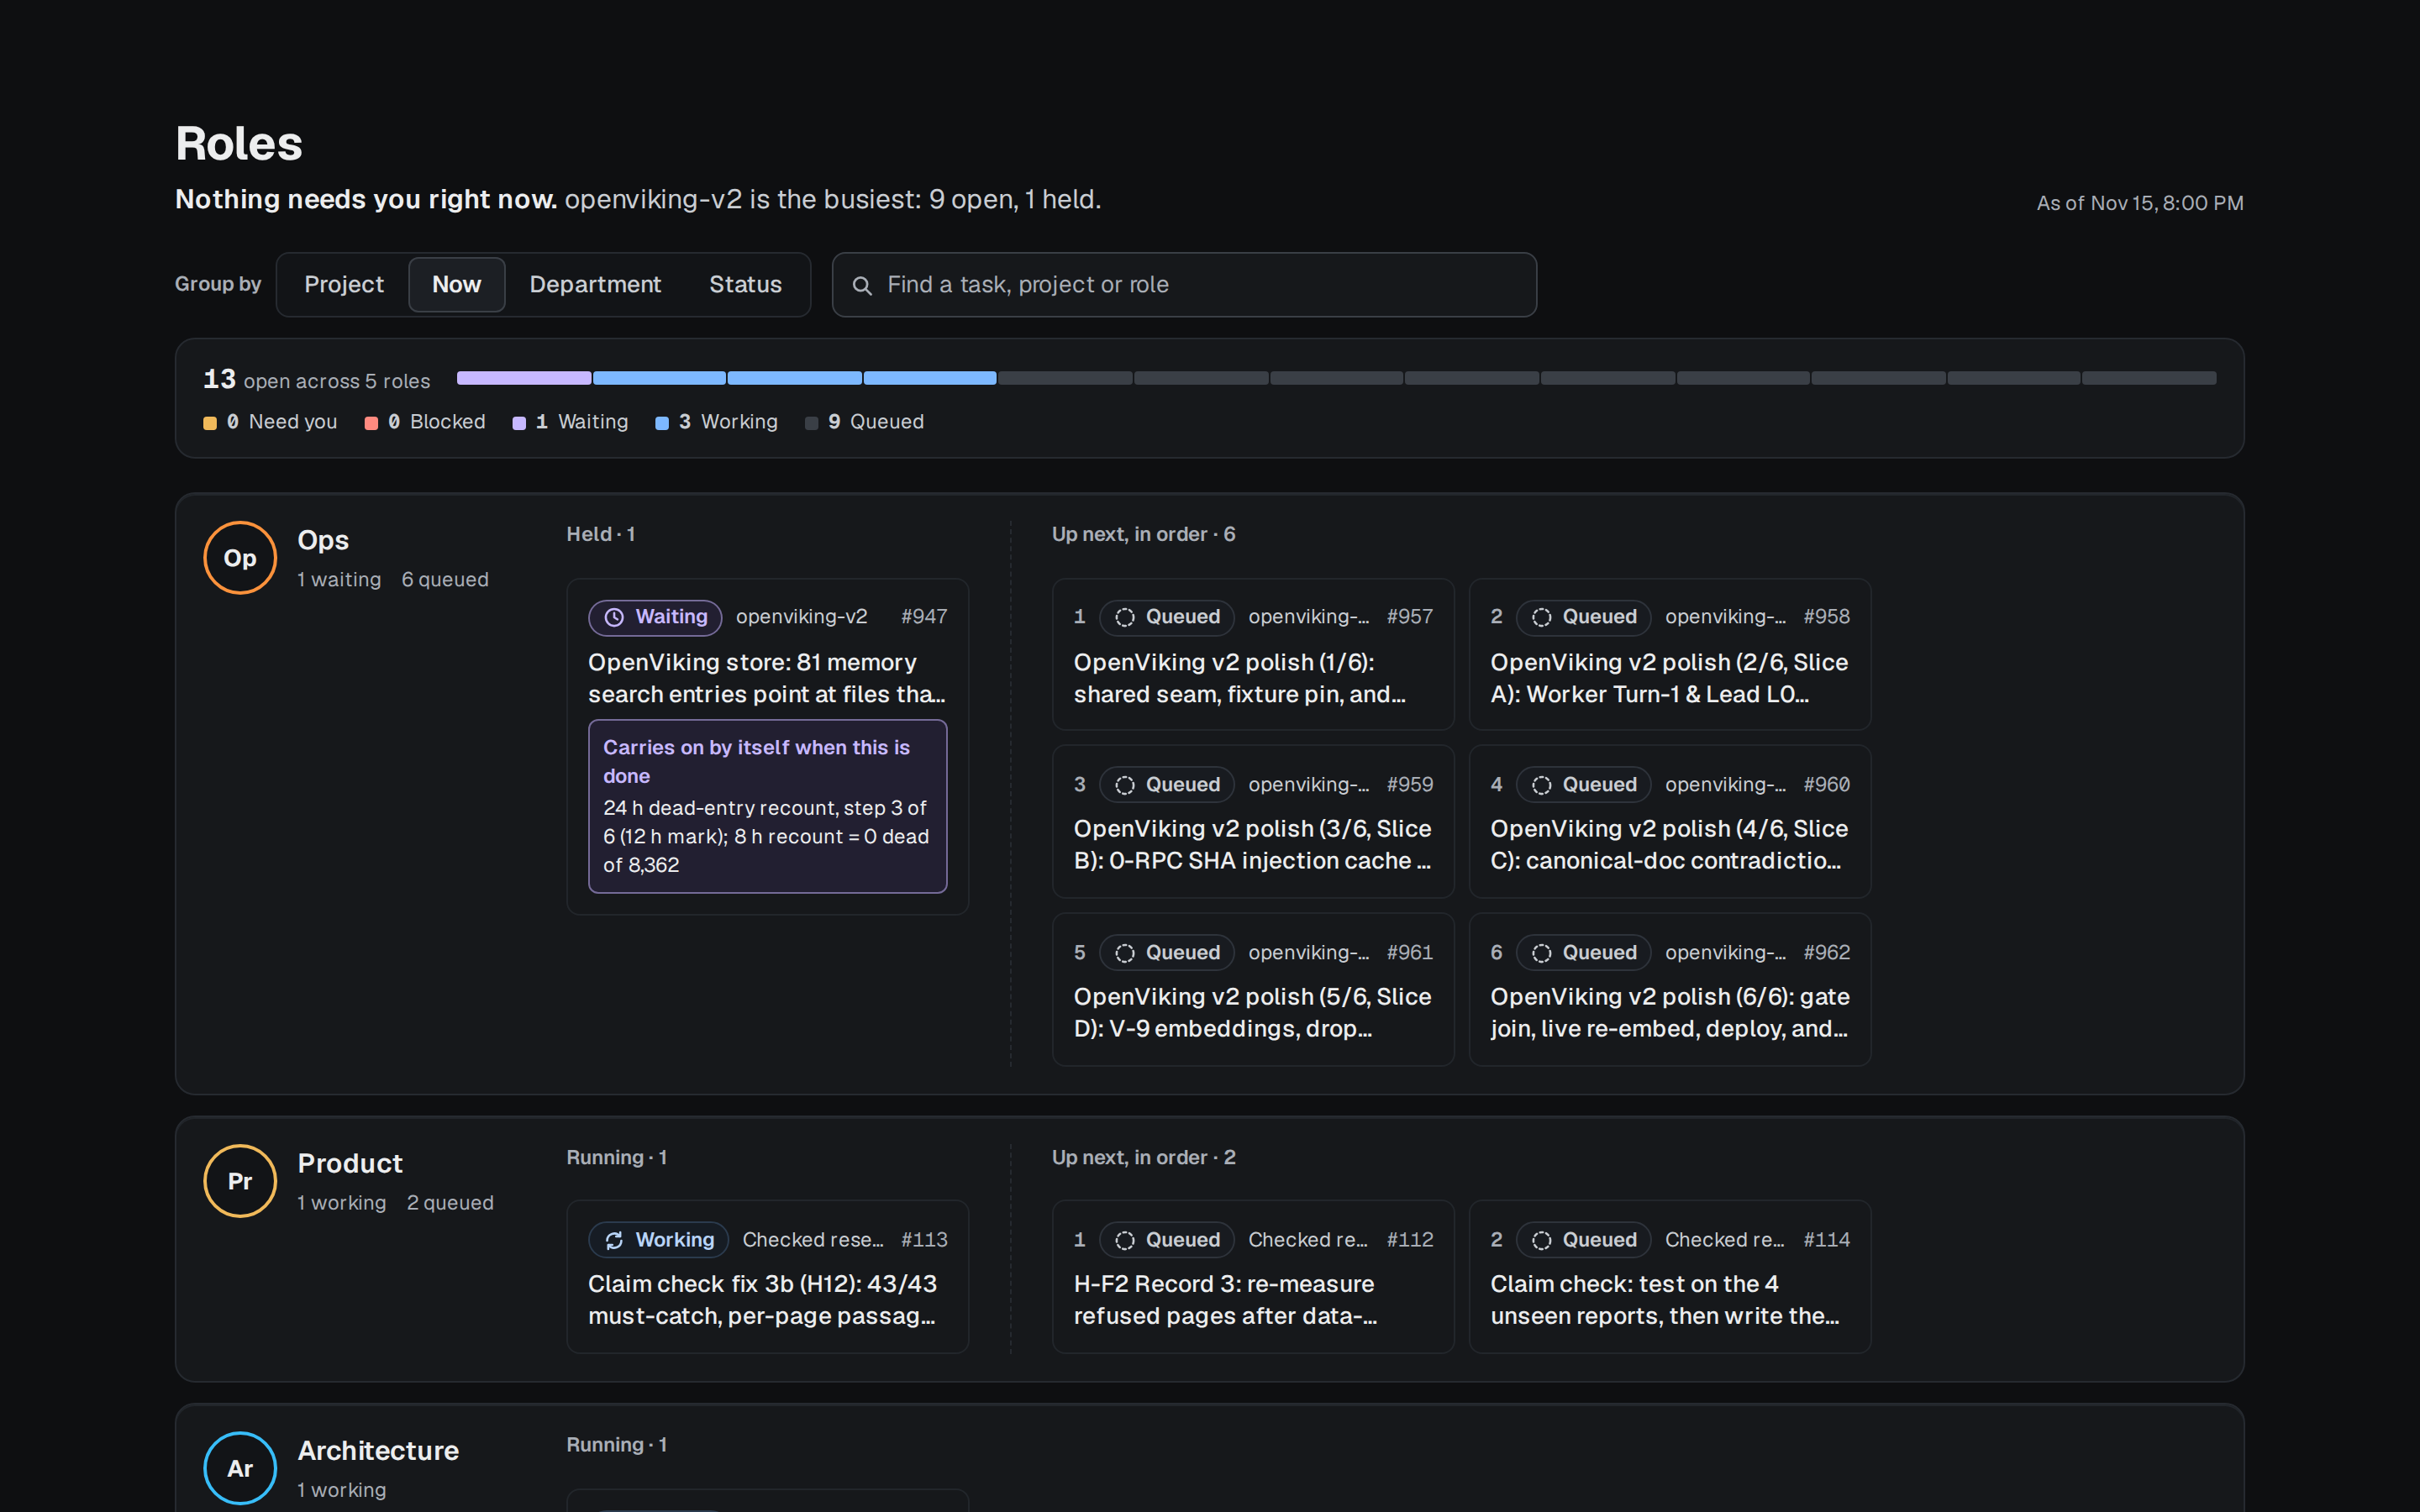 Roles
Nothing needs you right now. openviking-v2 is the busiest: 9 open, 1 held.
As of Nov 15, 8:00 PM
Group by
Project
Now
Department
Status
Find a task, project or role
13 open across 5 roles
0 Need you
0 Blocked
1 Waiting
3 Working
9 Queued
Op
Ops
1 waiting 6 queued
Held · 1
Waiting openviking-v2 #947
OpenViking store: 81 memory
search entries point at files tha...
Carries on by itself when this is
done
24 h dead-entry recount, step 3 of
6 (12 h mark); 8 h recount = 0 dead
of 8,362
Up next, in order · 6
1 Queued openviking-... #957
OpenViking v2 polish (1/6):
shared seam, fixture pin, and...
2 Queued openviking-... #958
OpenViking v2 polish (2/6, Slice
A): Worker Turn-1 & Lead L0...
3 Queued openviking-... #959
OpenViking v2 polish (3/6, Slice
B): 0-RPC SHA injection cache ...
4 Queued openviking-... #960
OpenViking v2 polish (4/6, Slice
C): canonical-doc contradictio...
5 Queued openviking-... #961
OpenViking v2 polish (5/6, Slice
D): V-9 embeddings, drop...
6 Queued openviking-... #962
OpenViking v2 polish (6/6): gate
join, live re-embed, deploy, and...
Pr
Product
1 working 2 queued
Running · 1
Working Checked rese... #113
Claim check fix 3b (H12): 43/43
must-catch, per-page passag...
Up next, in order · 2
1 Queued Checked re... #112
H-F2 Record 3: re-measure
refused pages after data-...
2 Queued Checked re... #114
Claim check: test on the 4
unseen reports, then write the...
Ar
Architecture
1 working
Running · 1